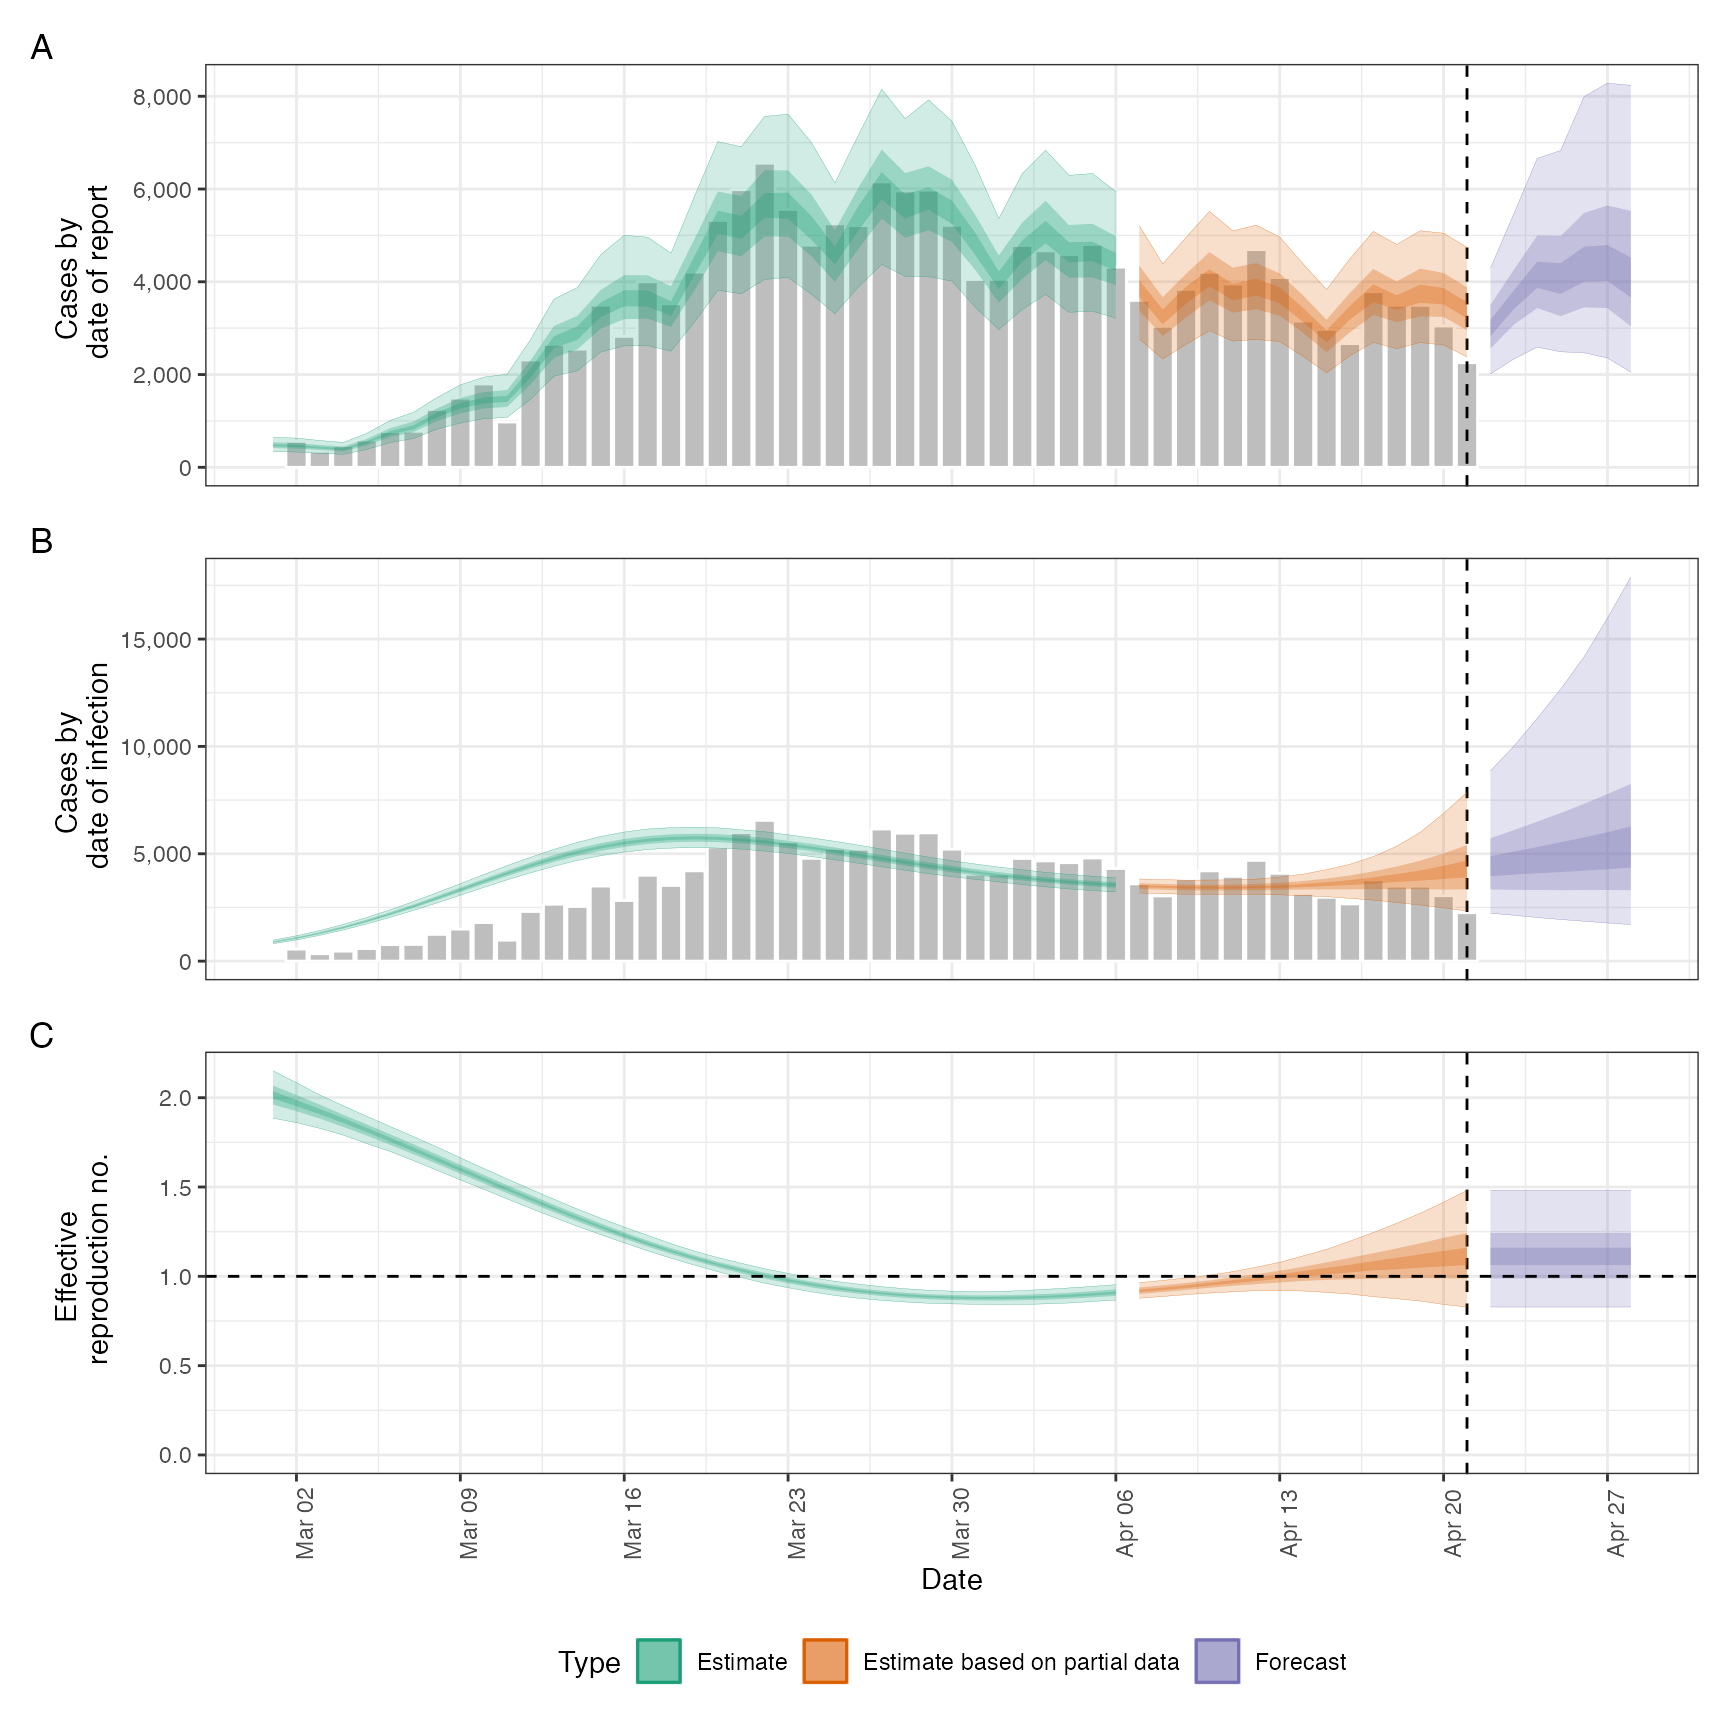 A
8,000
6,000
4,000
2,000
0
Cases by
date of report
B
15,000
10,000
5,000
0
Cases by
date of infection
C
2.0
1.5
1.0
0.5
0.0
Effective
reproduction no.
Mar 02
Mar 09
Mar 16
Mar 23
Mar 30
Apr 06
Apr 13
Apr 20
Apr 27
Date
Type Estimate Estimate based on partial data Forecast